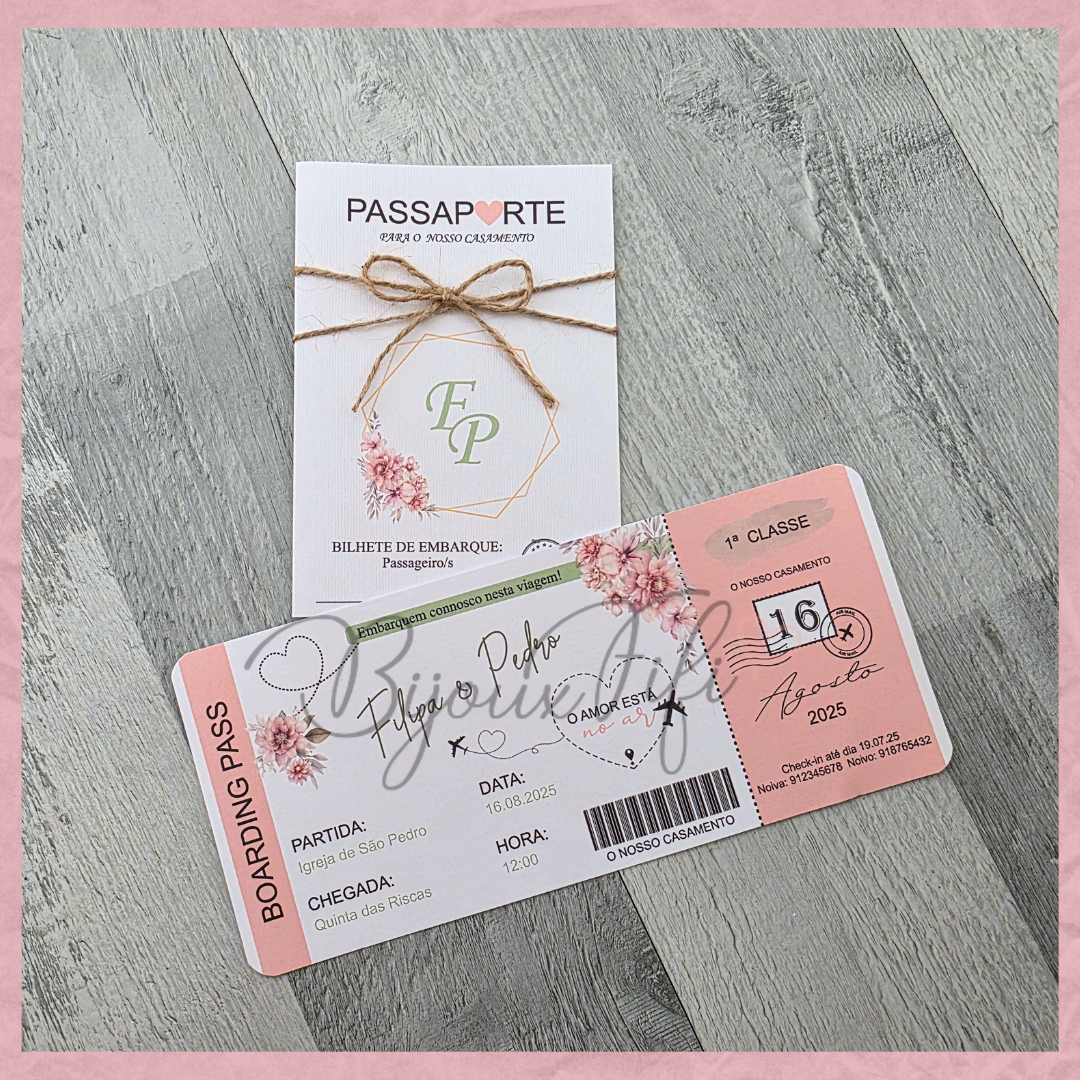 PASSAPORTE
PARA O NOSSO CASAMENTO
F
P
BILHETE DE EMBARQUE:
Passageiro/s
BOARDING PASS
Embarquem connosco nesta viagem!
Filipa e Pedro
O AMOR ESTÁ
no ar
PARTIDA:
Igreja de São Pedro
CHEGADA:
Quinta das Riscas
DATA:
16.08.2025
HORA:
12:00
O NOSSO CASAMENTO
1ª CLASSE
O NOSSO CASAMENTO
16
AIR MAIL
AIR MAIL
Agosto
2025
Check-in até dia 19.07.25
Noiva: 912345678 Noivo: 918765432
Bijoux Fifi